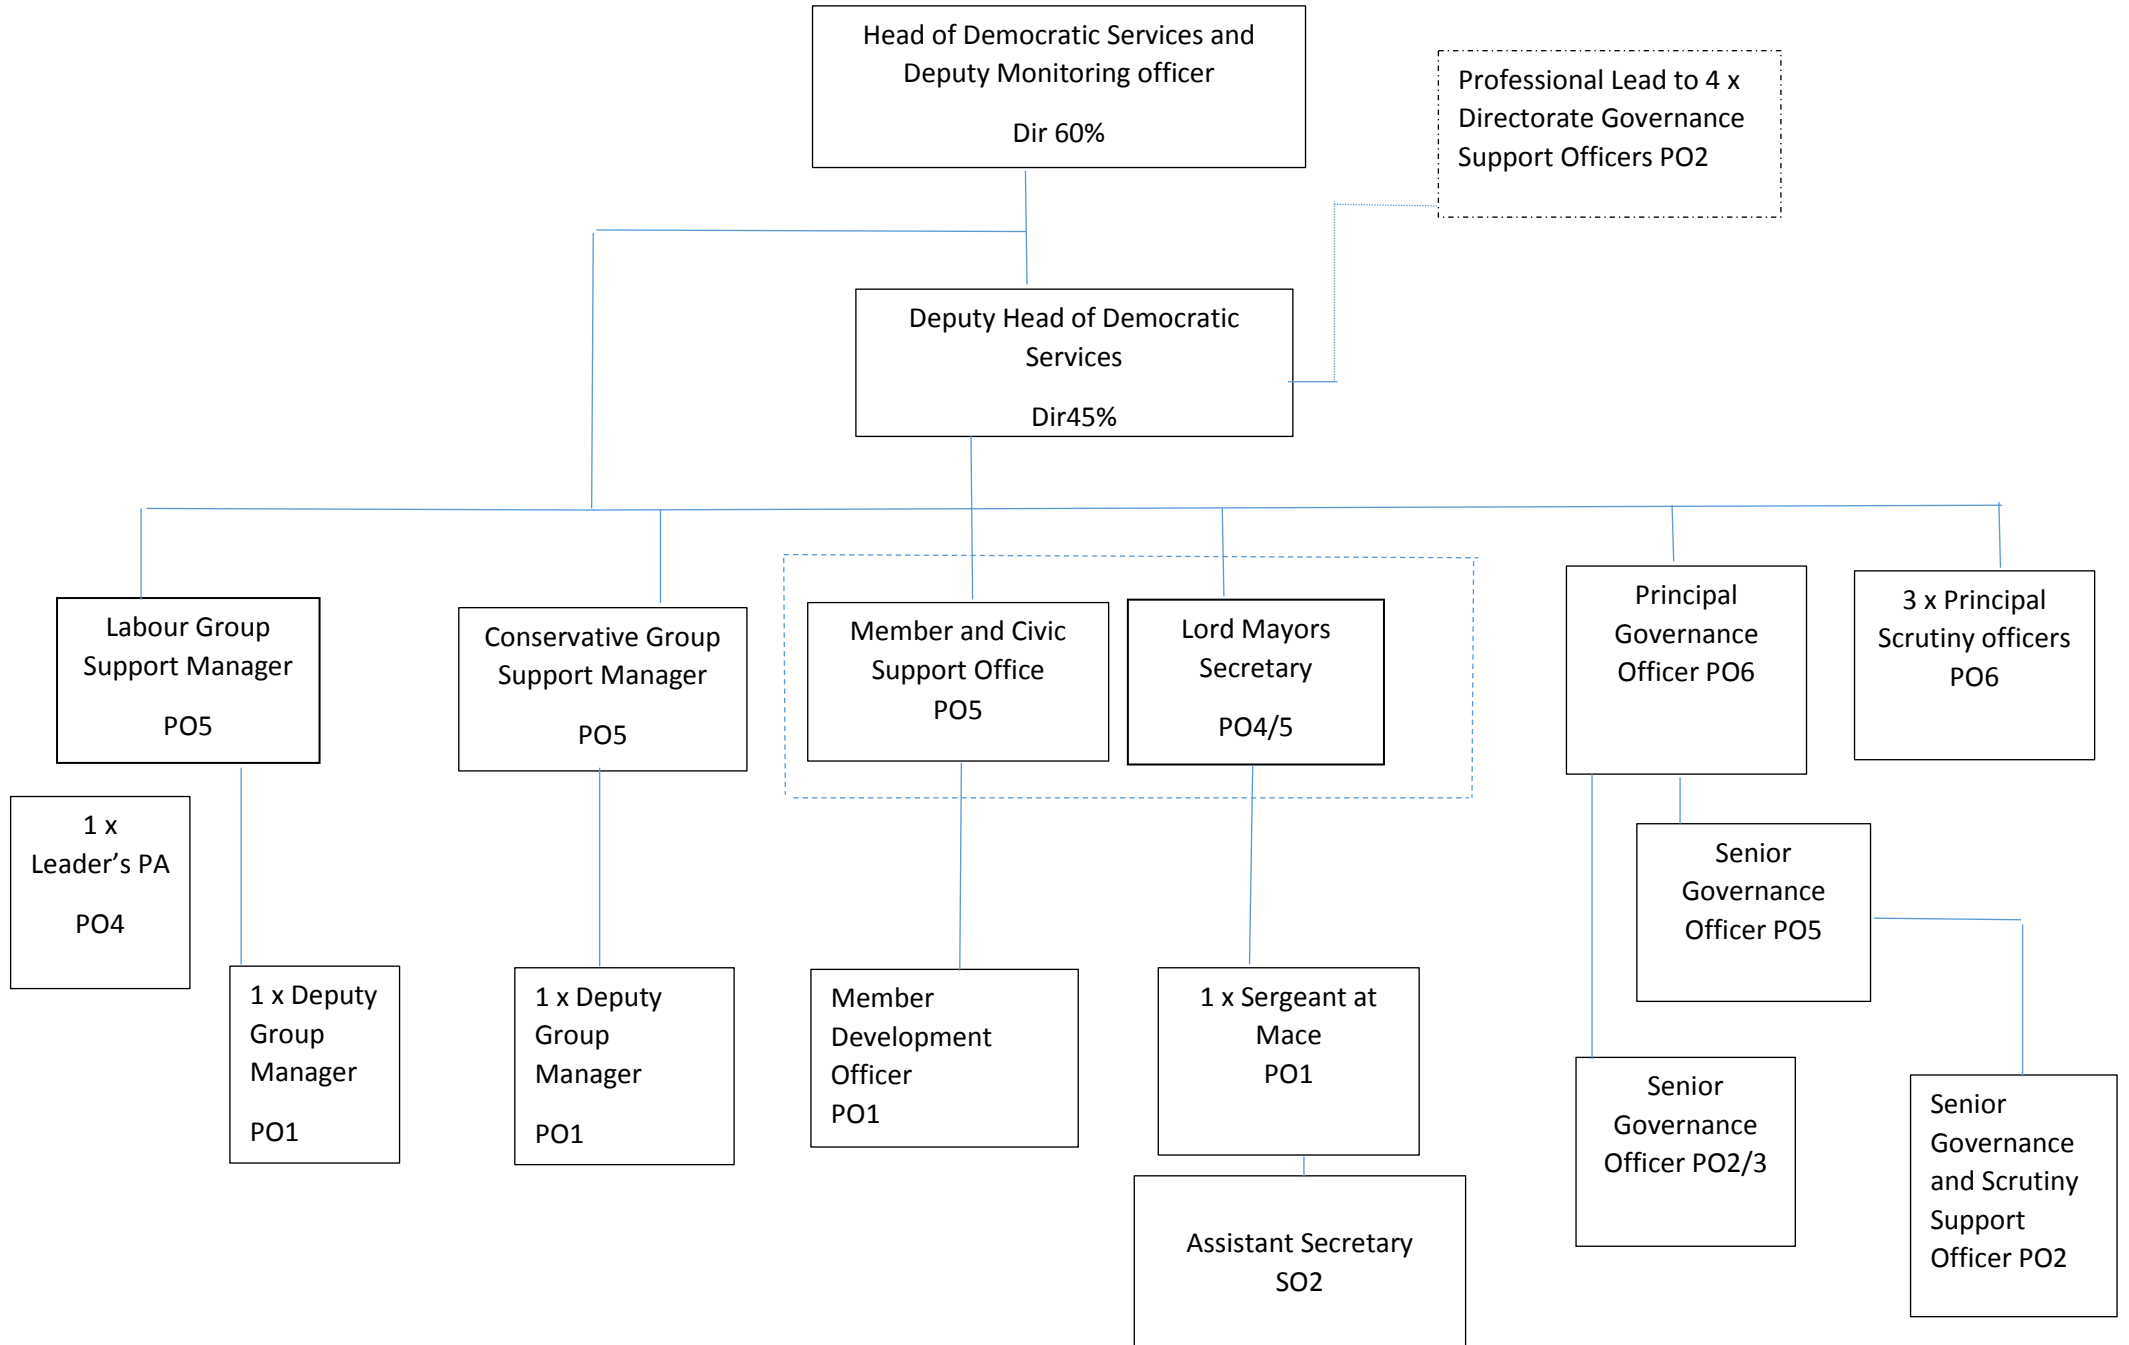 Head of Democratic Services and
Deputy Monitoring officer
Dir 60%
Professional Lead to 4 x
Directorate Governance
Support Officers PO2
Deputy Head of Democratic
Services
Dir45%
Labour Group
Support Manager
PO5
Conservative Group
Support Manager
PO5
Member and Civic
Support Office
PO5
Lord Mayors
Secretary
PO4/5
Principal
Governance
Officer PO6
3 x Principal
Scrutiny officers
PO6
1 x
Leader’s PA
PO4
Senior
Governance
Officer PO5
1 x Deputy
Group
Manager
PO1
1 x Deputy
Group
Manager
PO1
Member
Development
Officer
PO1
1 x Sergeant at
Mace
PO1
Senior
Governance
Officer PO2/3
Senior
Governance
and Scrutiny
Support
Officer PO2
Assistant Secretary
SO2